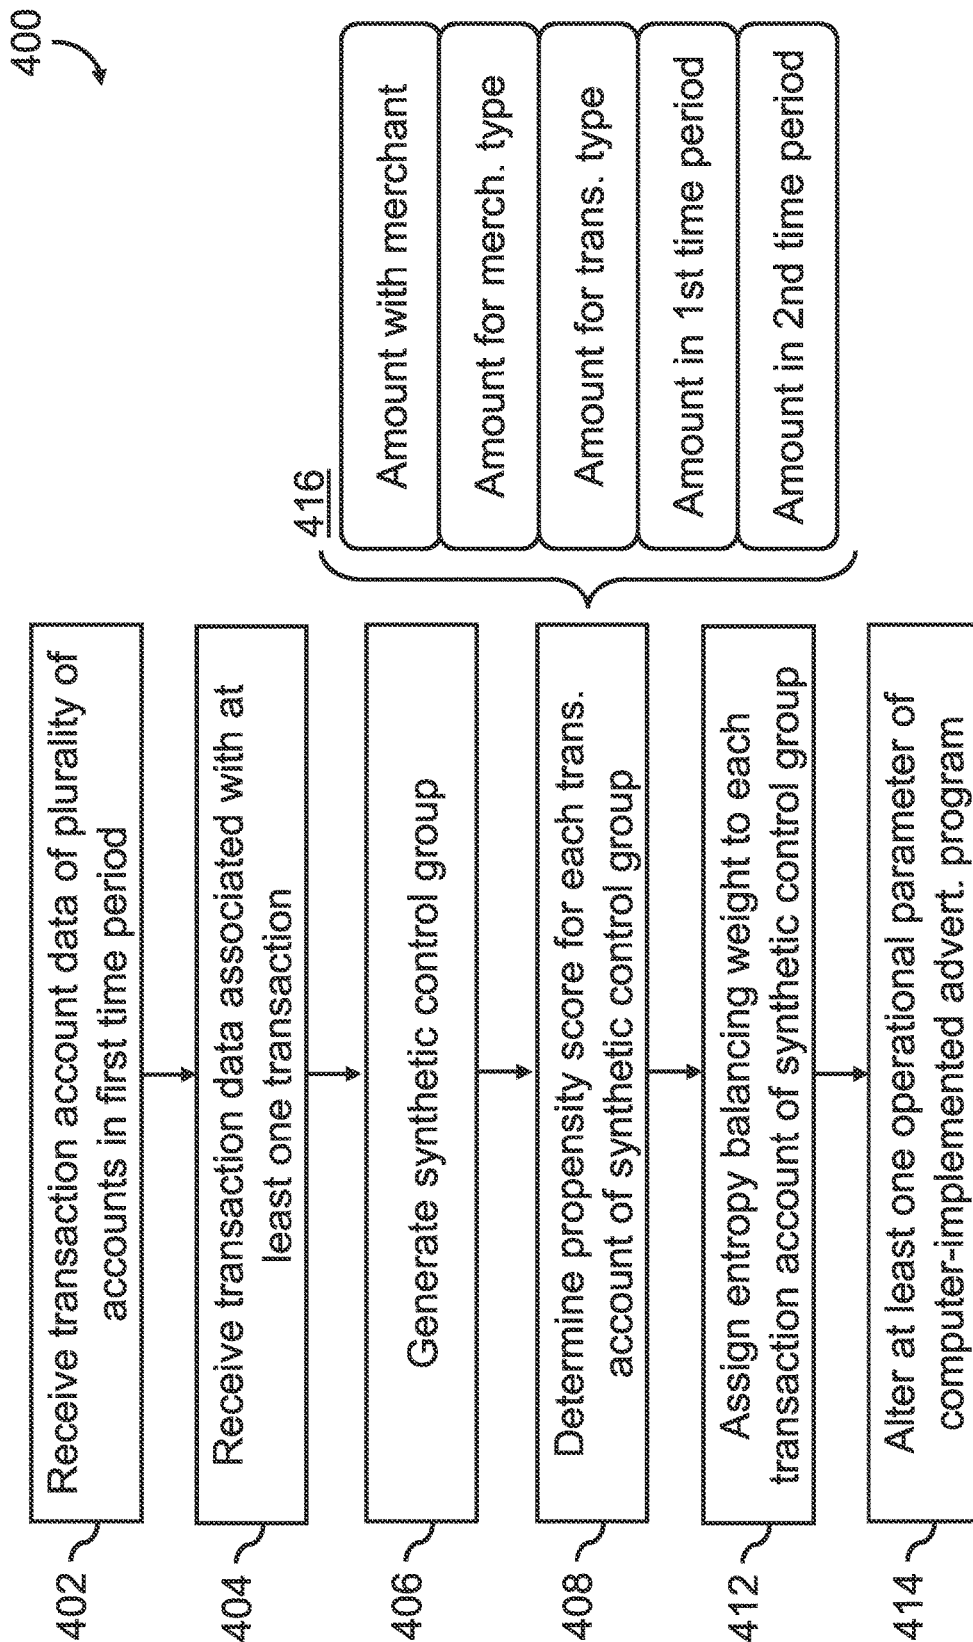 400
402
Receive transaction account data of plurality of
accounts in first time period
404
Receive transaction data associated with at
least one transaction
406
Generate synthetic control group
408
Determine propensity score for each trans.
account of synthetic control group
412
Assign entropy balancing weight to each
transaction account of synthetic control group
414
Alter at least one operational parameter of
computer-implemented advert. program
416
Amount with merchant
Amount for merch. type
Amount for trans. type
Amount in 1st time period
Amount in 2nd time period